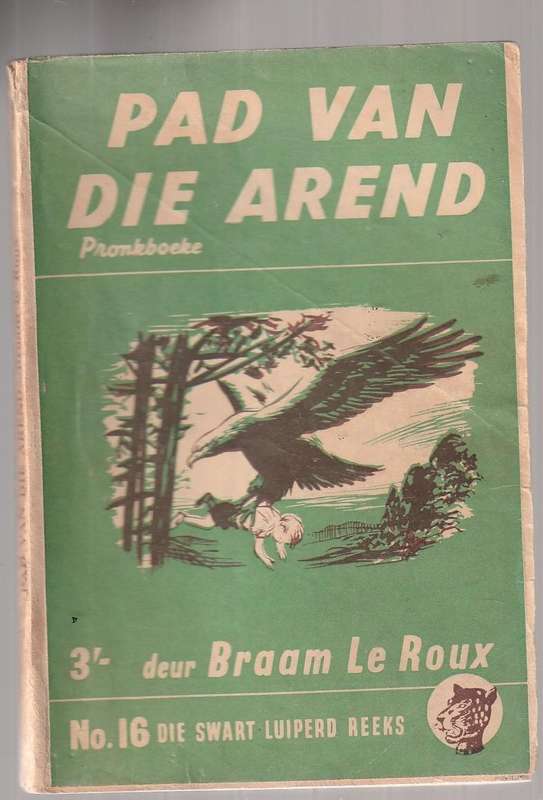 PAD VAN
DIE AREND
Pronkboeke
3'- deur Braam Le Roux
No. 16 DIE SWART LUIPERD REEKS